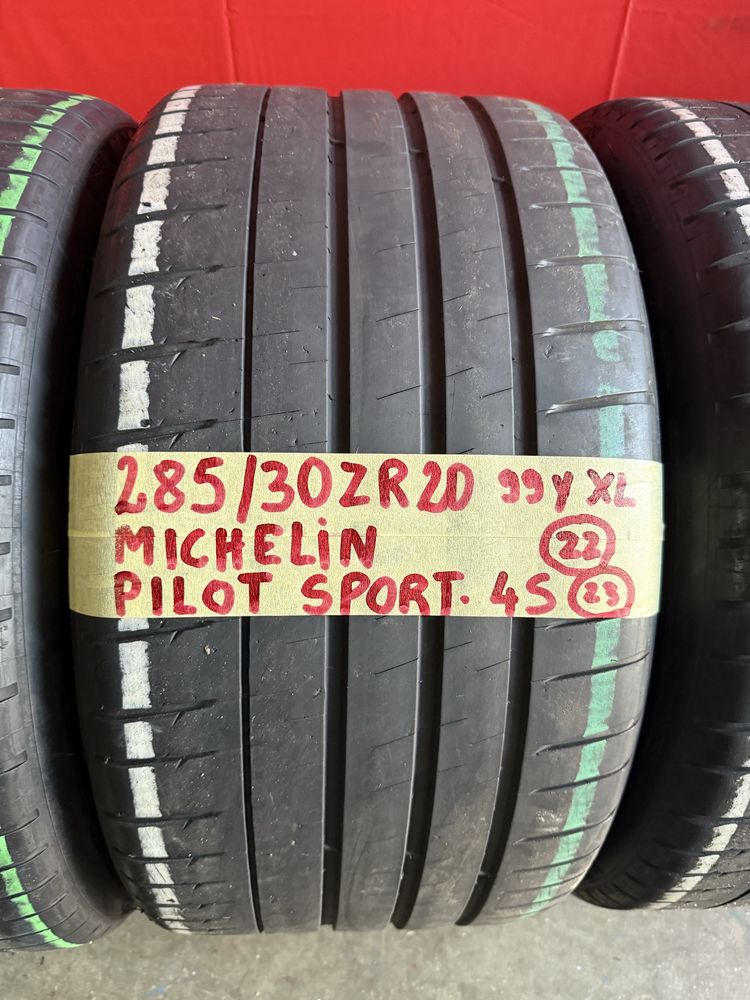 285/30ZR20 99Y XL
MICHELIN 22
PILOT SPORT. 4S 23